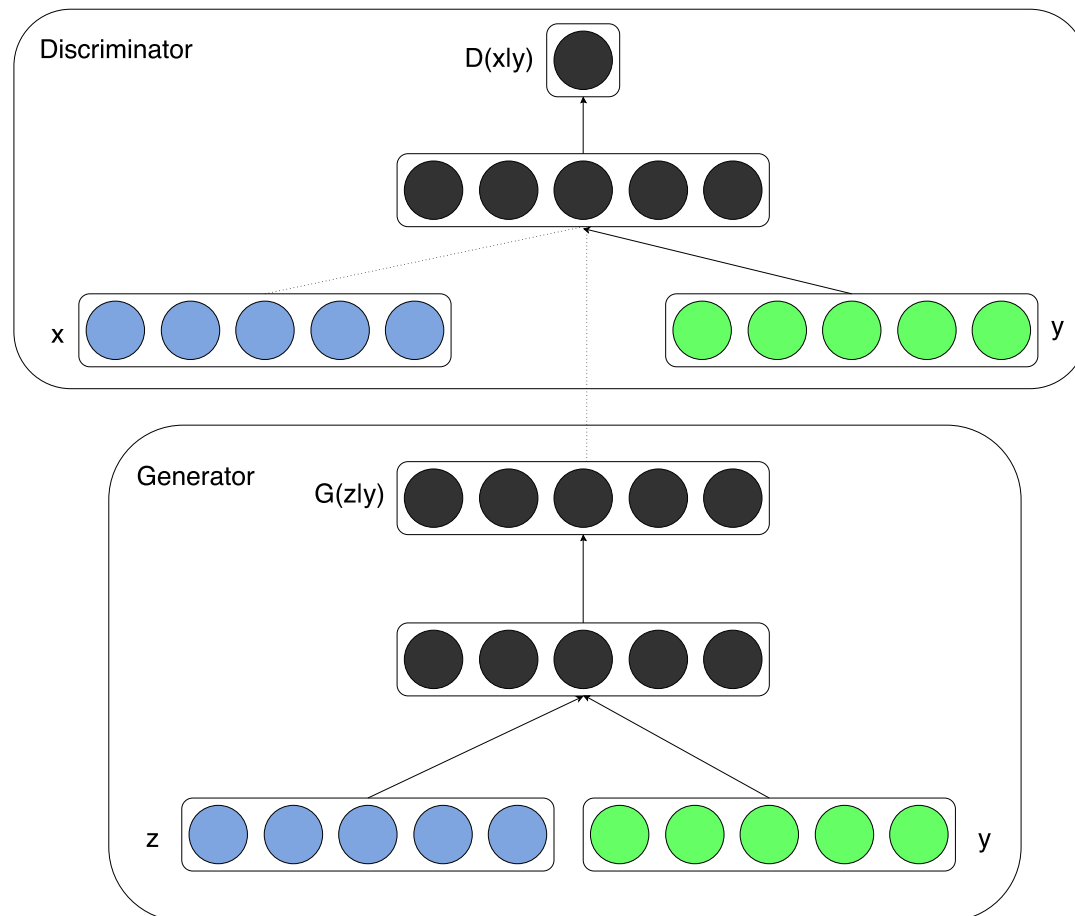 Discriminator
D(x|y)
x
y
Generator
G(z|y)
z
y